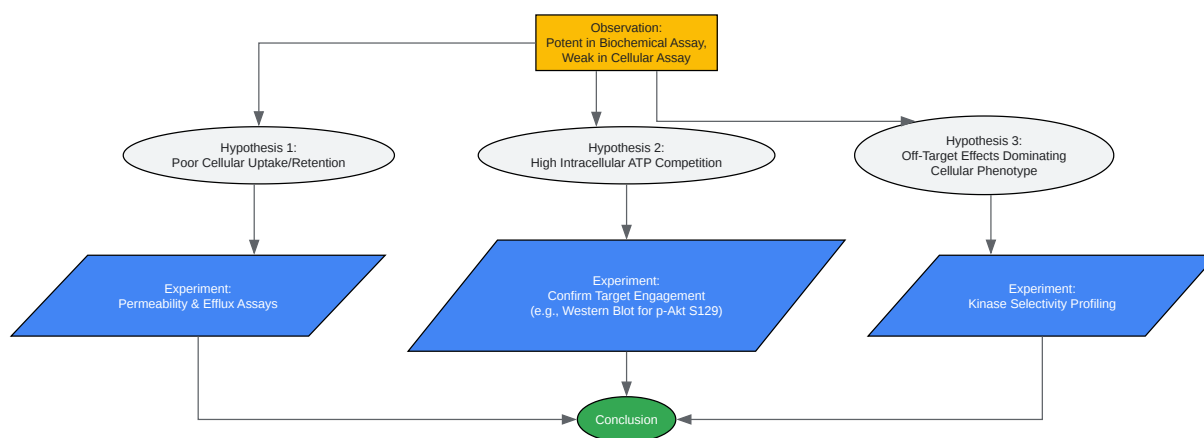 Observation:
Potent in Biochemical Assay,
Weak in Cellular Assay
Hypothesis 1:
Poor Cellular Uptake/Retention
Hypothesis 2:
High Intracellular ATP Competition
Hypothesis 3:
Off-Target Effects Dominating
Cellular Phenotype
Experiment:
Permeability & Efflux Assays
Experiment:
Confirm Target Engagement
(e.g., Western Blot for p-Akt S129)
Experiment:
Kinase Selectivity Profiling
Conclusion